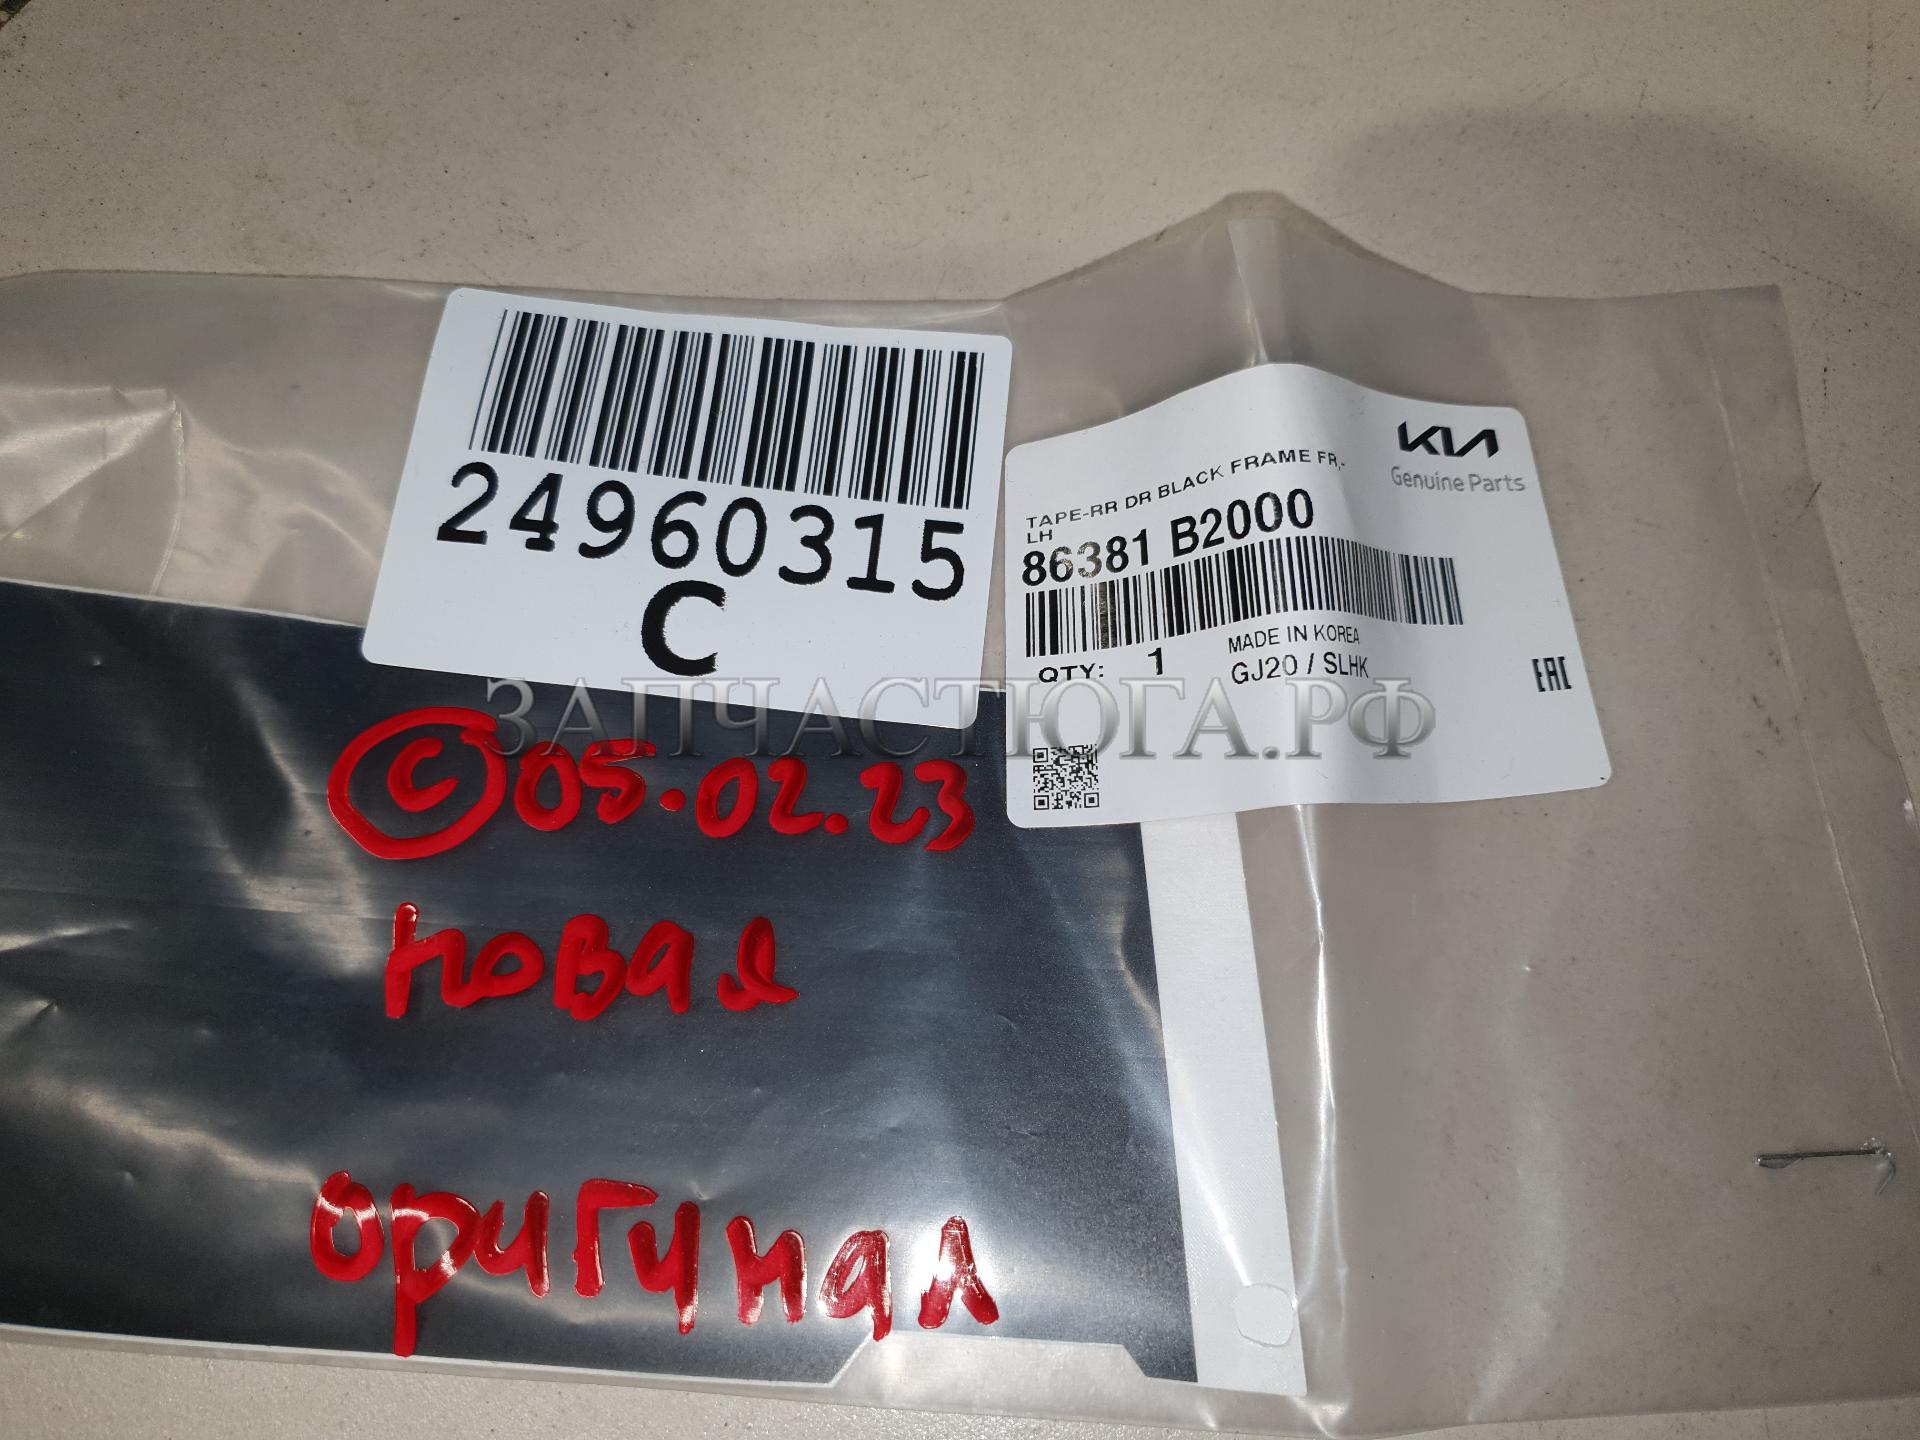 24960315
C
KIA
Genuine Parts
TAPE-RR DR BLACK FRAME FR,-
LH
86381 B2000
MADE IN KOREA
QTY: 1 GJ20 / SLHK
EAC
ЗАПЧАСТЮГА.РФ
С 05.02.23
новая
оригинал